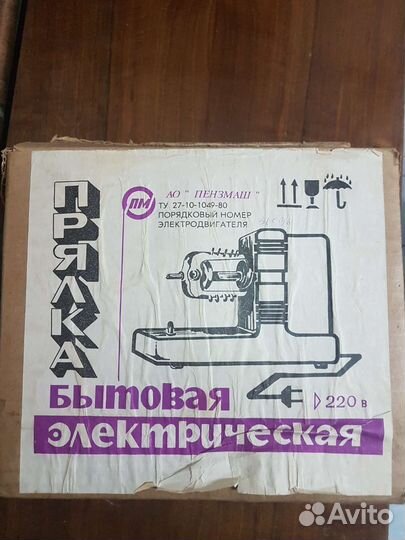 ПРЯЛКА
ПМ
АО " ПЕНЗМАШ "
ТУ 27-10-1049-80
ПОРЯДКОВЫЙ НОМЕР
ЭЛЕКТРОДВИГАТЕЛЯ
220 в
БЫТОВАЯ
ЭЛЕКТРИЧЕСКАЯ
Avito